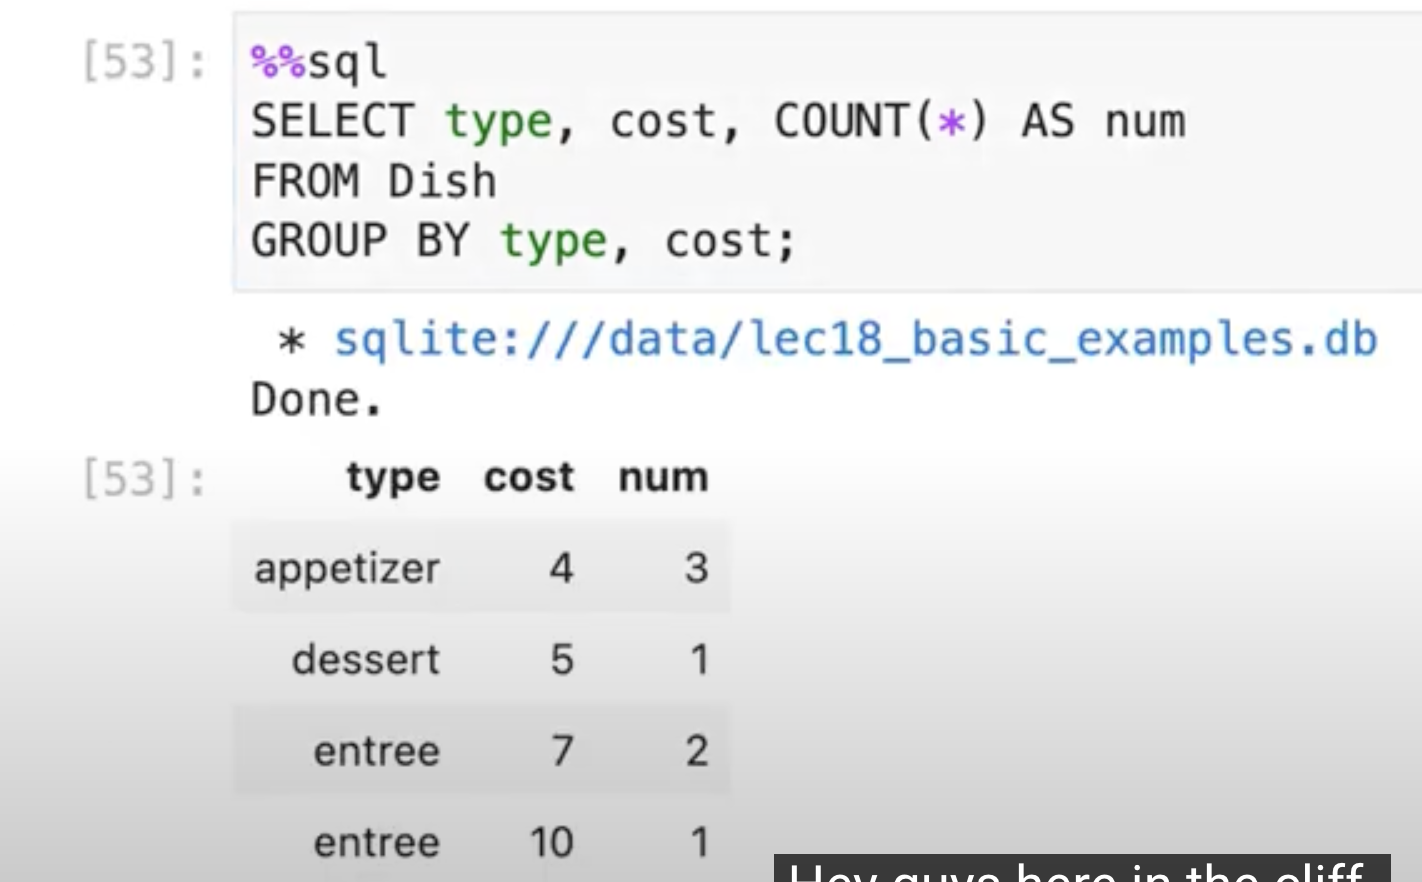 [53]: %%sql
SELECT type, cost, COUNT(*) AS num
FROM Dish
GROUP BY type, cost;
* sqlite:///data/lec18_basic_examples.db
Done.
[53]: type cost num
appetizer 4 3
dessert 5 1
entree 7 2
entree 10 1
Hey guys here in the cliff